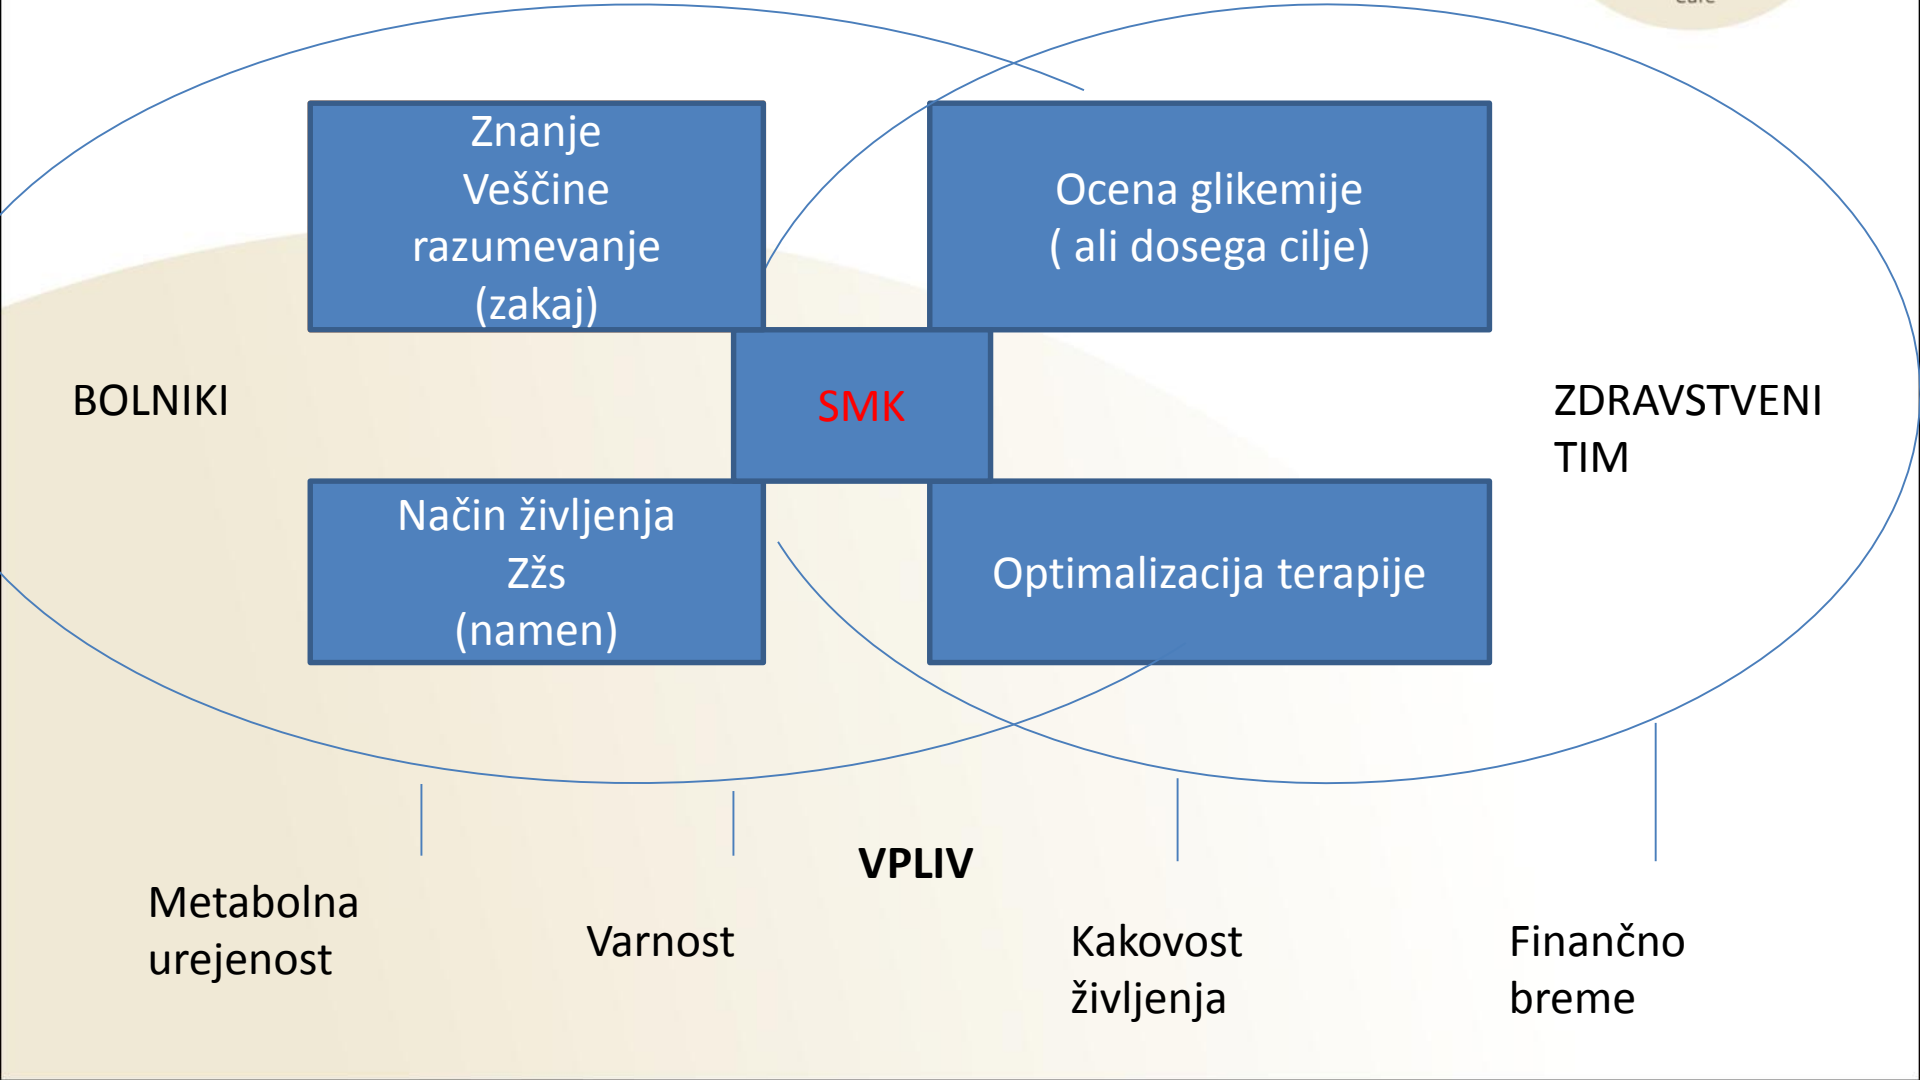 Znanje
Veščine
razumevanje
(zakaj)
Ocena glikemije
( ali dosega cilje)
BOLNIKI
SMK
ZDRAVSTVENI
TIM
Način življenja
Zžs
(namen)
Optimalizacija terapije
VPLIV
Metabolna
urejenost
Varnost
Kakovost
življenja
Finančno
breme